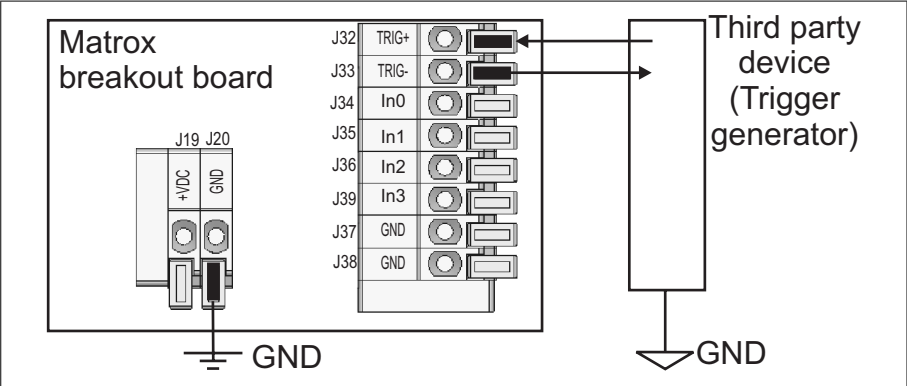 Matrox
breakout board
J32 TRIG+
J33 TRIG-
J34 In0
J35 In1
J36 In2
J39 In3
J37 GND
J38 GND
J19 J20
+VDC GND
GND
Third party
device
(Trigger
generator)
GND